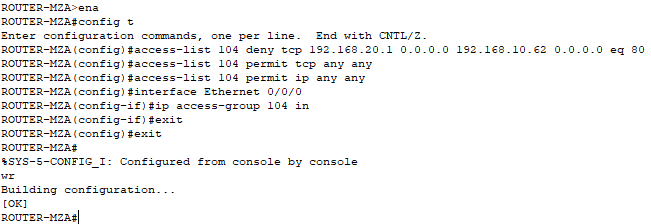 ROUTER-MZA>ena
ROUTER-MZA#config t
Enter configuration commands, one per line.  End with CNTL/Z.
ROUTER-MZA(config)#access-list 104 deny tcp 192.168.20.1 0.0.0.0 192.168.10.62 0.0.0.0 eq 80
ROUTER-MZA(config)#access-list 104 permit tcp any any
ROUTER-MZA(config)#access-list 104 permit ip any any
ROUTER-MZA(config)#interface Ethernet 0/0/0
ROUTER-MZA(config-if)#ip access-group 104 in
ROUTER-MZA(config-if)#exit
ROUTER-MZA(config)#exit
ROUTER-MZA#
%SYS-5-CONFIG_I: Configured from console by console
wr
Building configuration...
[OK]
ROUTER-MZA#